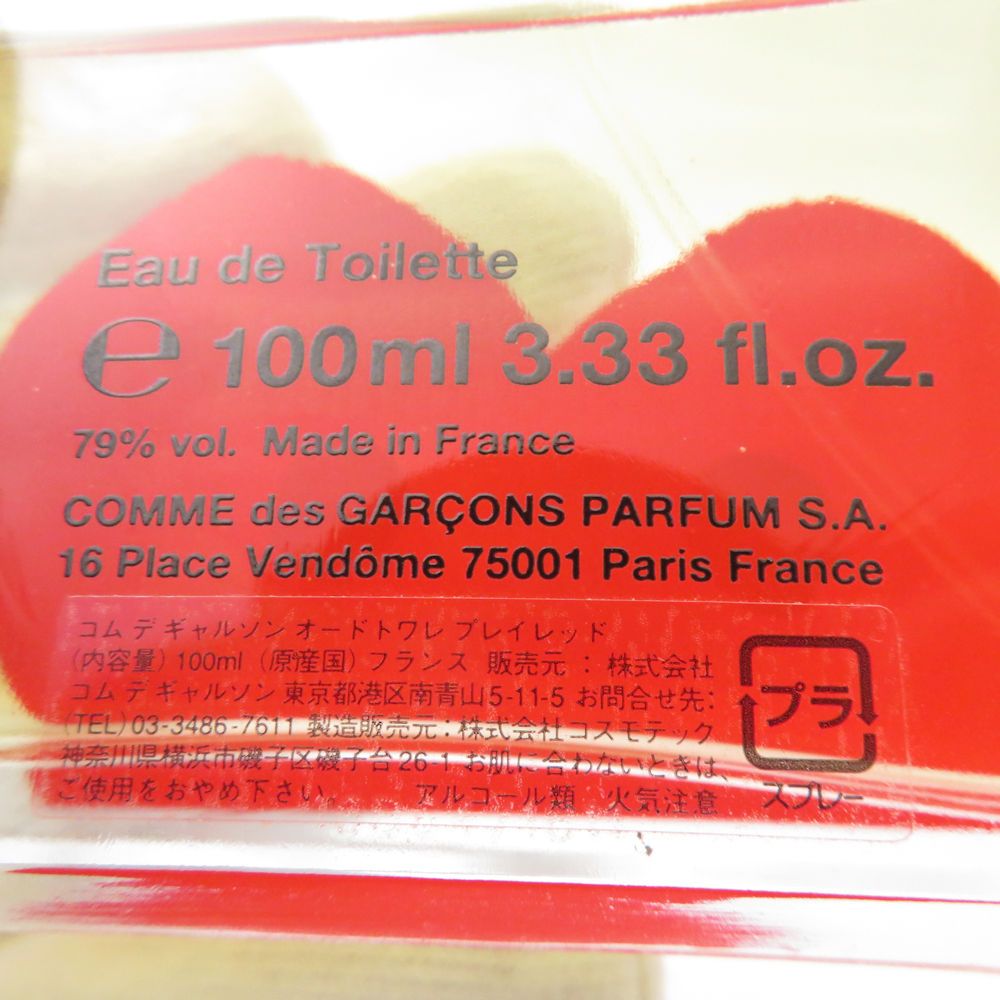 Eau de Toilette
℮ 100ml 3.33 fl.oz.
79% vol. Made in France
COMME des GARÇONS PARFUM S.A.
16 Place Vendôme 75001 Paris France
コム デ ギャルソン オードトワレ プレイレッド
(内容量) 100ml (原産国) フランス 販売元 : 株式会社
コム デ ギャルソン 東京都港区南青山5-11-5 お問合せ先:
(TEL) 03-3486-7611 製造販売元 : 株式会社 コスモテック
神奈川県横浜市磯子区磯子台26-1 お肌に合わないときは、
ご使用をおやめ下さい。 アルコール類 火気注意
プラ
スプレー